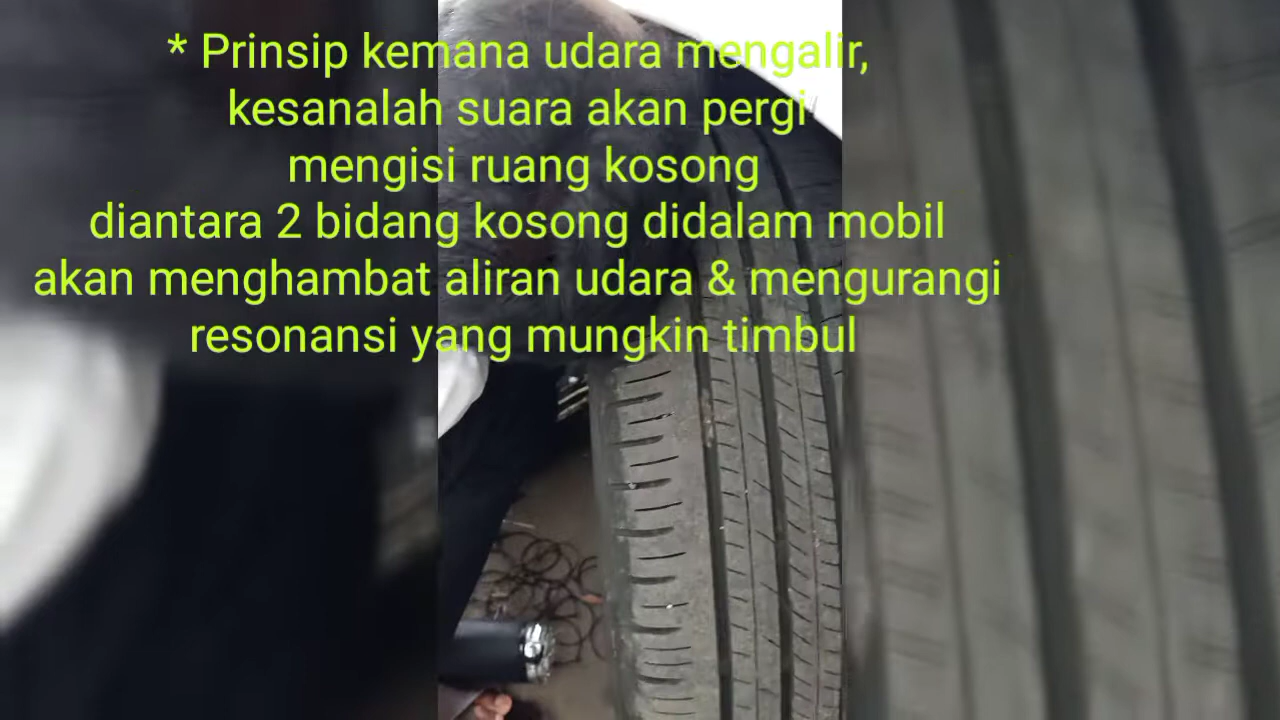 * Prinsip kemana udara mengalir,
kesanalah suara akan pergi
mengisi ruang kosong
diantara 2 bidang kosong didalam mobil
akan menghambat aliran udara & mengurangi
resonansi yang mungkin timbul